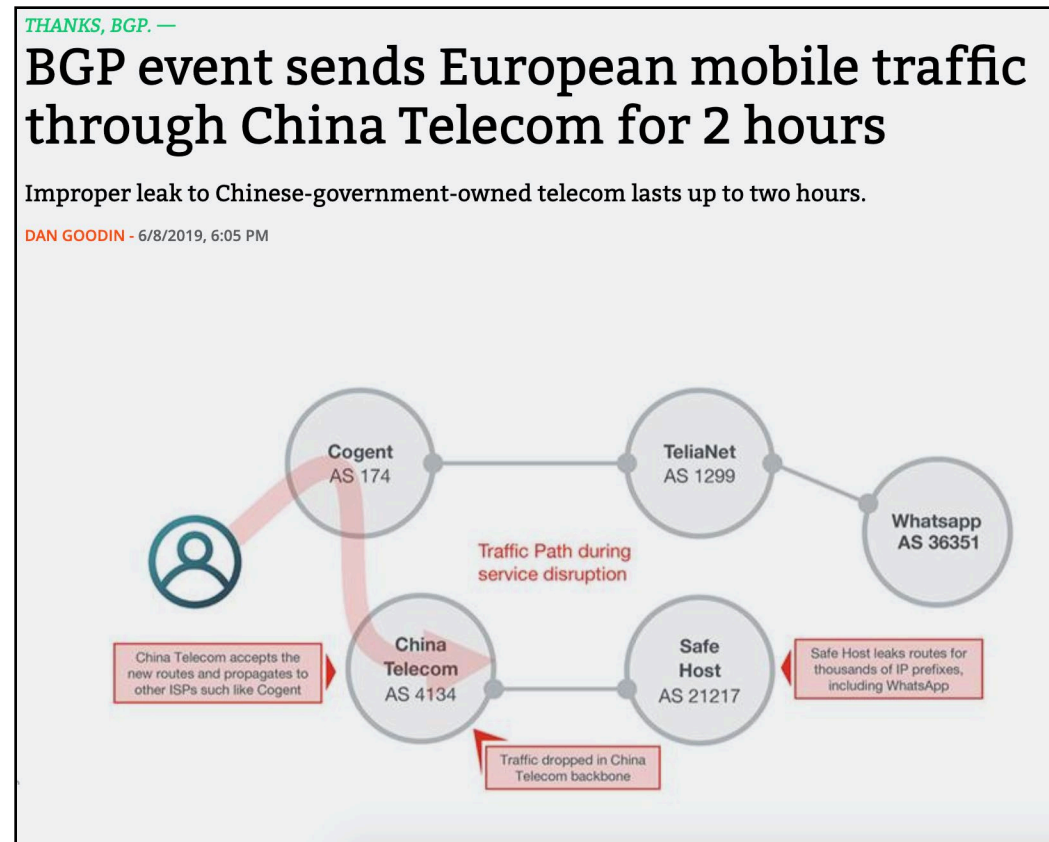 THANKS, BGP. —
BGP event sends European mobile traffic
through China Telecom for 2 hours
Improper leak to Chinese-government-owned telecom lasts up to two hours.
DAN GOODIN - 6/8/2019, 6:05 PM
Cogent
AS 174
TeliaNet
AS 1299
Whatsapp
AS 36351
Traffic Path during
service disruption
China Telecom accepts the
new routes and propagates to
other ISPs such like Cogent
China
Telecom
AS 4134
Safe
Host
AS 21217
Safe Host leaks routes for
thousands of IP prefixes,
including WhatsApp
Traffic dropped in China
Telecom backbone